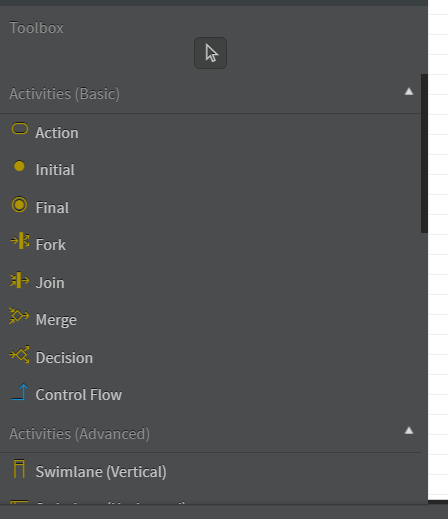 Toolbox
Activities (Basic)
Action
Initial
Final
Fork
Join
Merge
Decision
Control Flow
Activities (Advanced)
Swimlane (Vertical)